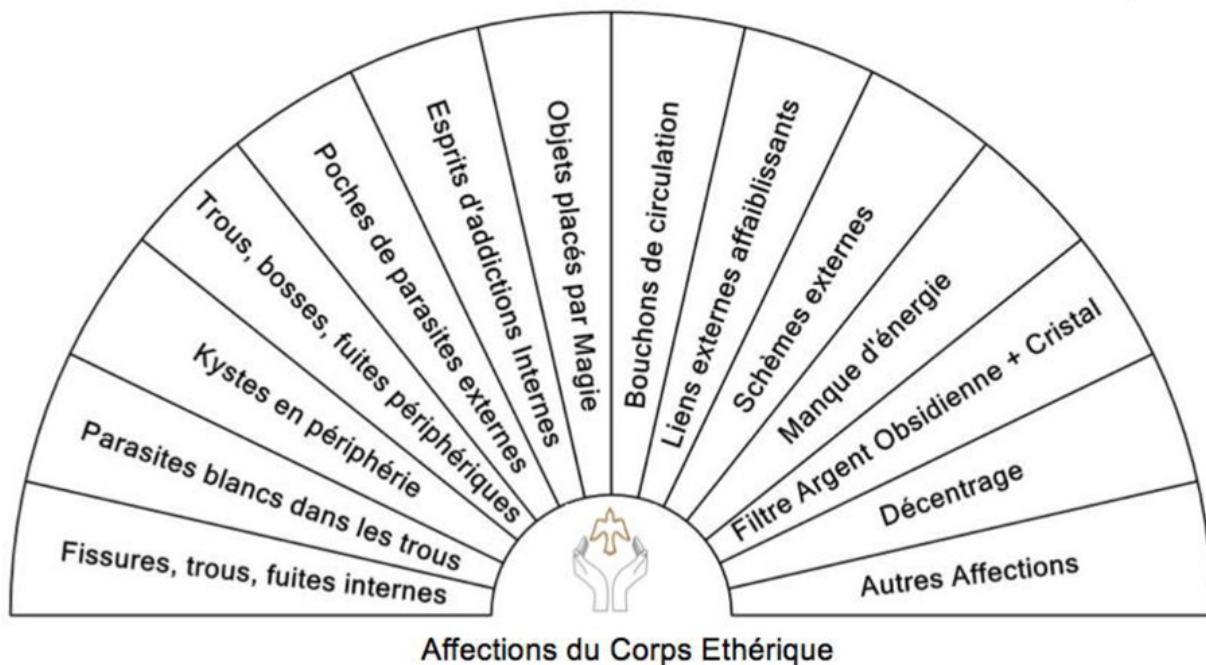 Fissures, trous, fuites internes
Parasites blancs dans les trous
Kystes en périphérie
Trous, bosses, fuites périphériques
Poches de parasites externes
Esprits d'addictions Internes
Objets placés par Magie
Bouchons de circulation
Liens externes affaiblissants
Schèmes externes
Manque d'énergie
Filtre Argent Obsidienne + Cristal
Décentrage
Autres Affections
Affections du Corps Ethérique